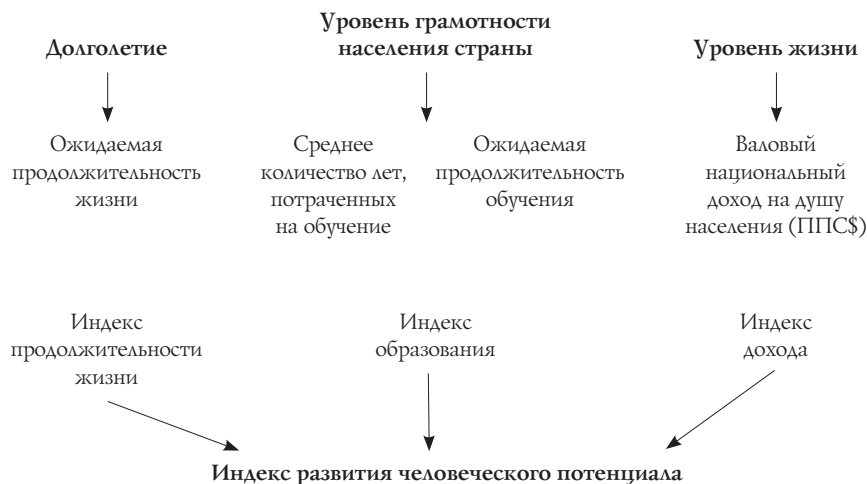 Долголетие
Уровень грамотности
населения страны
Уровень жизни
Ожидаемая
продолжительность
жизни
Среднее
количество лет,
потраченных
на обучение
Ожидаемая
продолжительность
обучения
Валовый
национальный
доход на душу
населения (ППС$)
Индекс
продолжительности
жизни
Индекс
образования
Индекс
дохода
Индекс развития человеческого потенциала